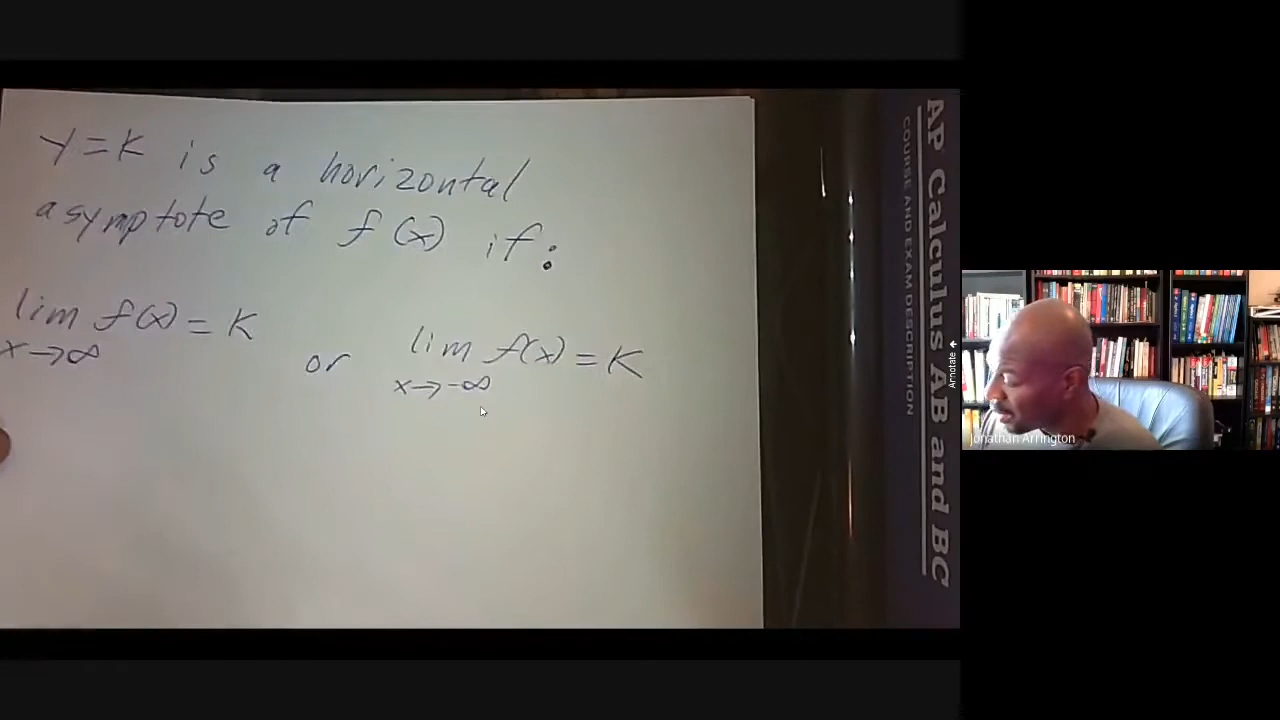 y=K is a horizontal
asymptote of f(x) if:
lim f(x) = K
x→∞
or
lim f(x) = K
x→-∞
AP Calculus AB and BC
COURSE AND EXAM DESCRIPTION
Annotate
Jonathan Arrington